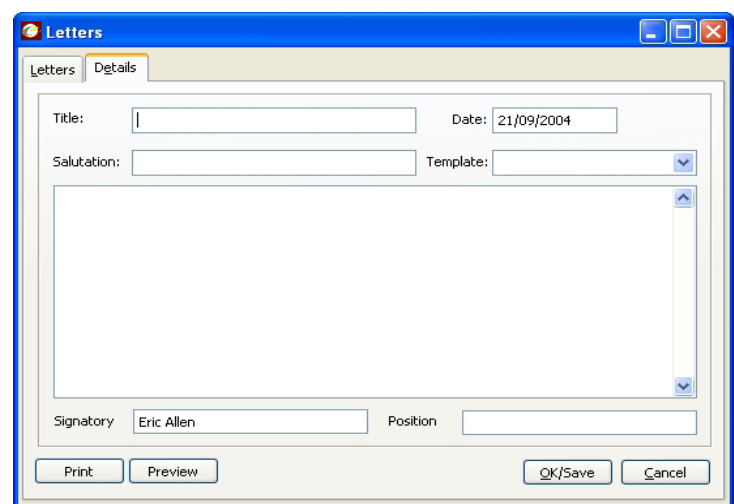 Letters
Letters Details
Title: Date: 21/09/2004
Salutation: Template:
Signatory Eric Allen Position
Print Preview OK/Save Cancel